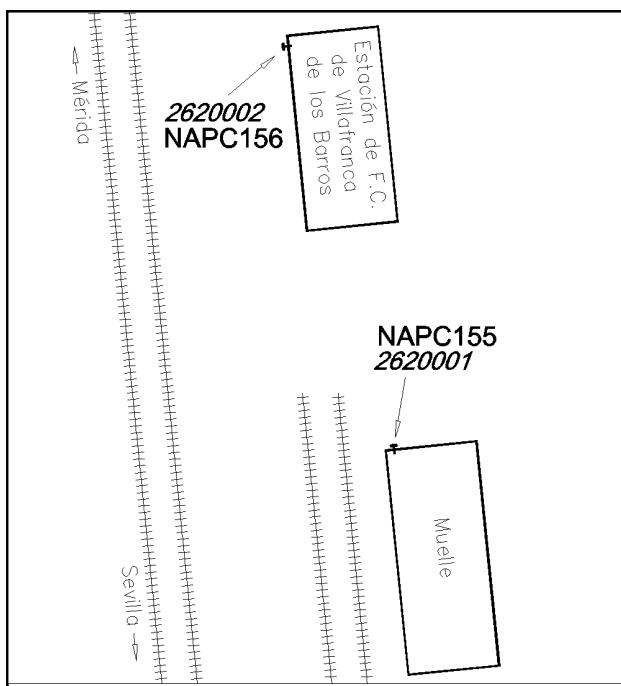 ← Mérida
2620002
NAPC156
Estación de F.C.
de Villafranca
de los Barros
NAPC155
2620001
Muelle
Sevilla →